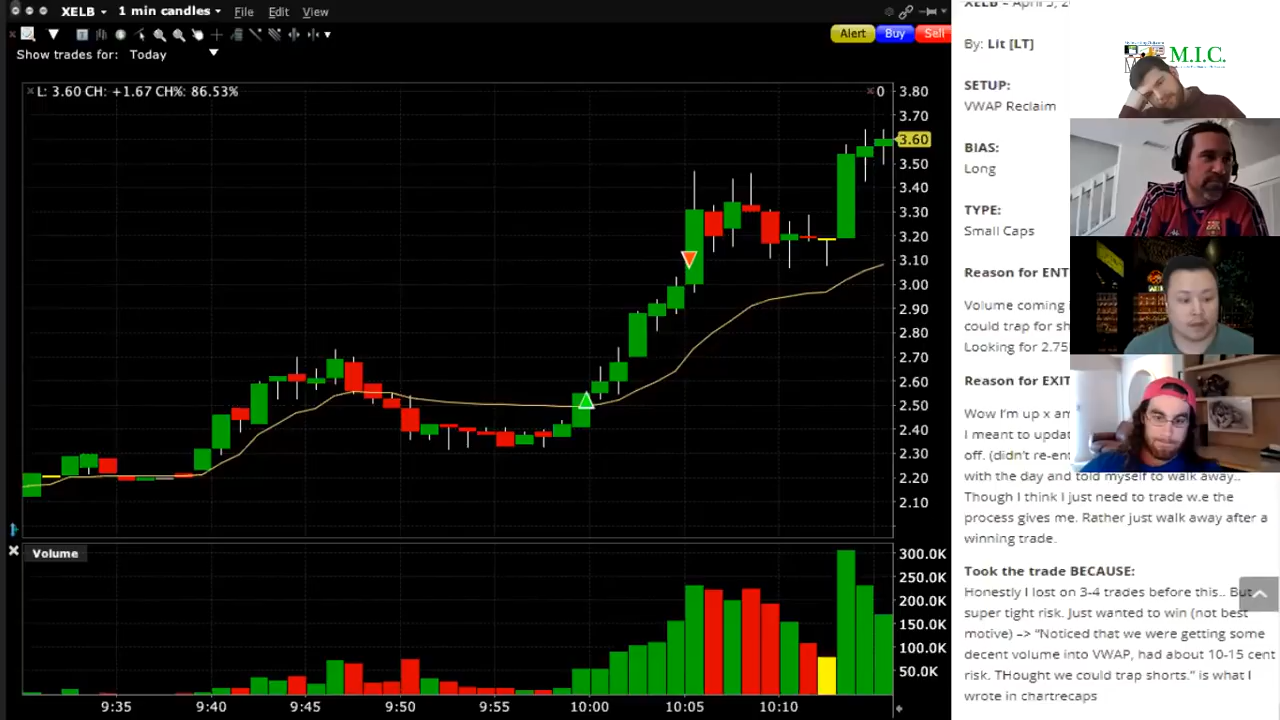 XELB 1 min candles File Edit View
Alert Buy Sell
Show trades for: Today
L: 3.60 CH: +1.67 CH%: 86.53%
0
3.80
3.70
3.60
3.50
3.40
3.30
3.20
3.10
3.00
2.90
2.80
2.70
2.60
2.50
2.40
2.30
2.20
2.10
Volume
300.0K
250.0K
200.0K
150.0K
100.0K
50.0K
9:35 9:40 9:45 9:50 9:55 10:00 10:05 10:10
XELB – April 5, 2
By: Lit [LT]
M.I.C.
SETUP:
VWAP Reclaim
BIAS:
Long
TYPE:
Small Caps
Reason for ENT
Volume coming
could trap for sh
Looking for 2.75
Reason for EXIT
Wow I'm up x am
I meant to updat
off. (didn't re-ent
with the day and told myself to walk away..
Though I think I just need to trade w.e the
process gives me. Rather just walk away after a
winning trade.
Took the trade BECAUSE:
Honestly I lost on 3-4 trades before this.. But
super tight risk. Just wanted to win (not best
motive) –> "Noticed that we were getting some
decent volume into VWAP, had about 10-15 cent
risk. THought we could trap shorts." is what I
wrote in chartrecaps